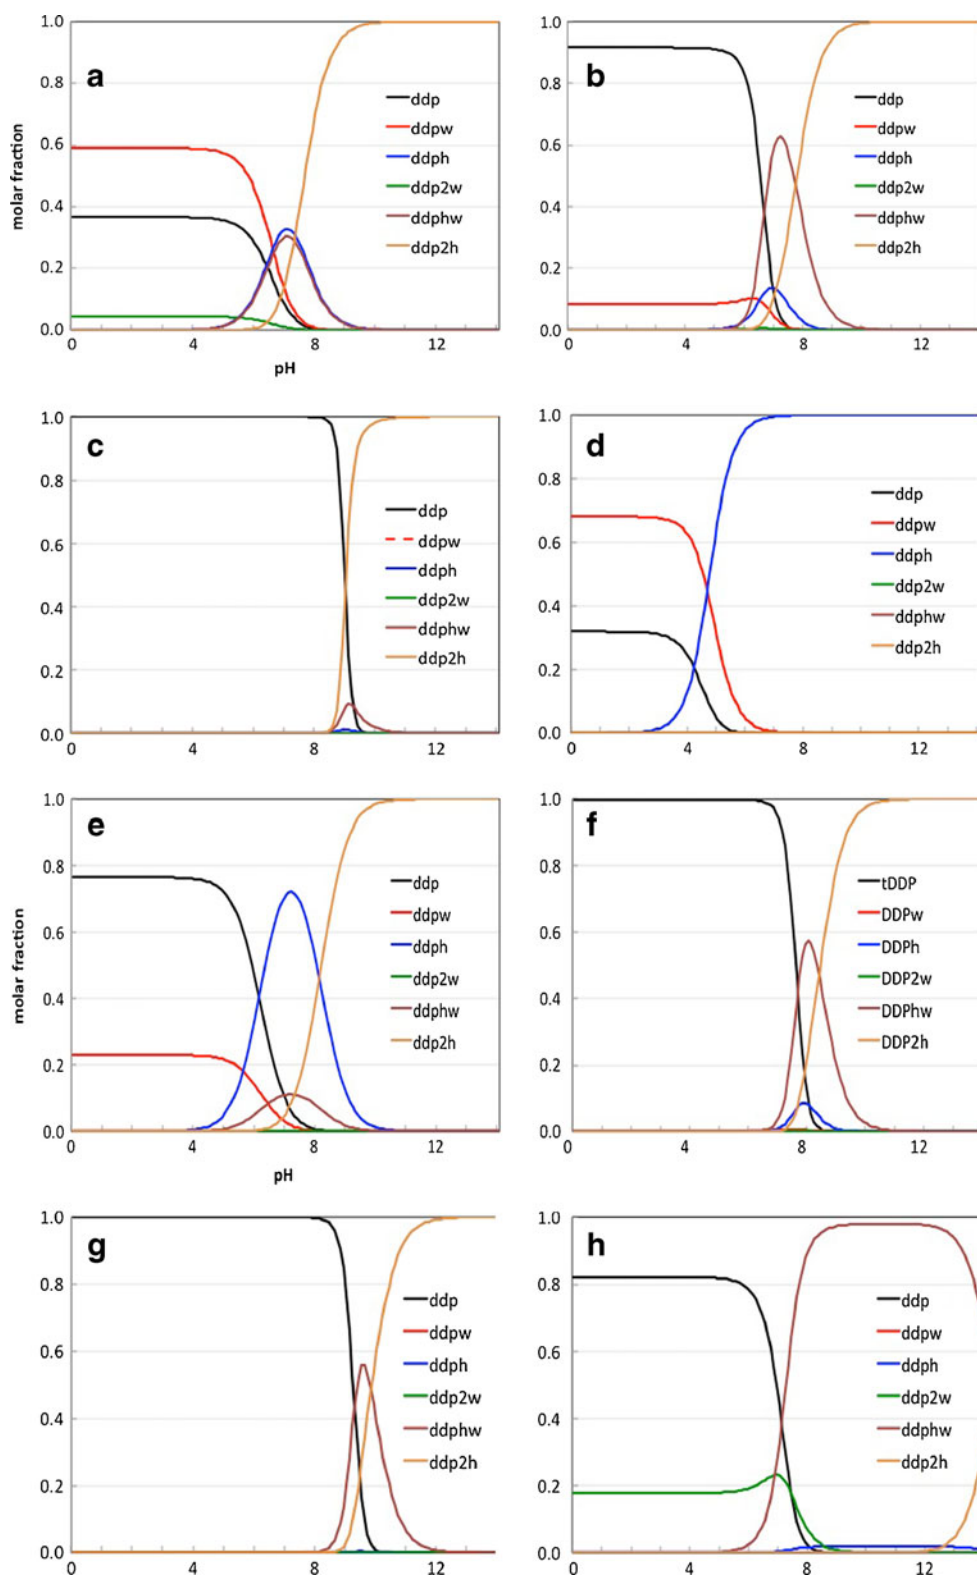 1.0
0.8
0.6
0.4
0.2
0.0
molar fraction
a
ddp
ddpw
ddph
ddp2w
ddphw
ddp2h
0 4 8 12
pH
1.0
0.8
0.6
0.4
0.2
0.0
b
ddp
ddpw
ddph
ddp2w
ddphw
ddp2h
0 4 8 12
1.0
0.8
0.6
0.4
0.2
0.0
c
ddp
ddpw
ddph
ddp2w
ddphw
ddp2h
0 4 8 12
1.0
0.8
0.6
0.4
0.2
0.0
d
ddp
ddpw
ddph
ddp2w
ddphw
ddp2h
0 4 8 12
1.0
0.8
0.6
0.4
0.2
0.0
molar fraction
e
ddp
ddpw
ddph
ddp2w
ddphw
ddp2h
0 4 8 12
pH
1.0
0.8
0.6
0.4
0.2
0.0
f
tDDP
DDPw
DDPh
DDP2w
DDPhw
DDP2h
0 4 8 12
1.0
0.8
0.6
0.4
0.2
0.0
g
ddp
ddpw
ddph
ddp2w
ddphw
ddp2h
0 4 8 12
1.0
0.8
0.6
0.4
0.2
0.0
h
ddp
ddpw
ddph
ddp2w
ddphw
ddp2h
0 4 8 12